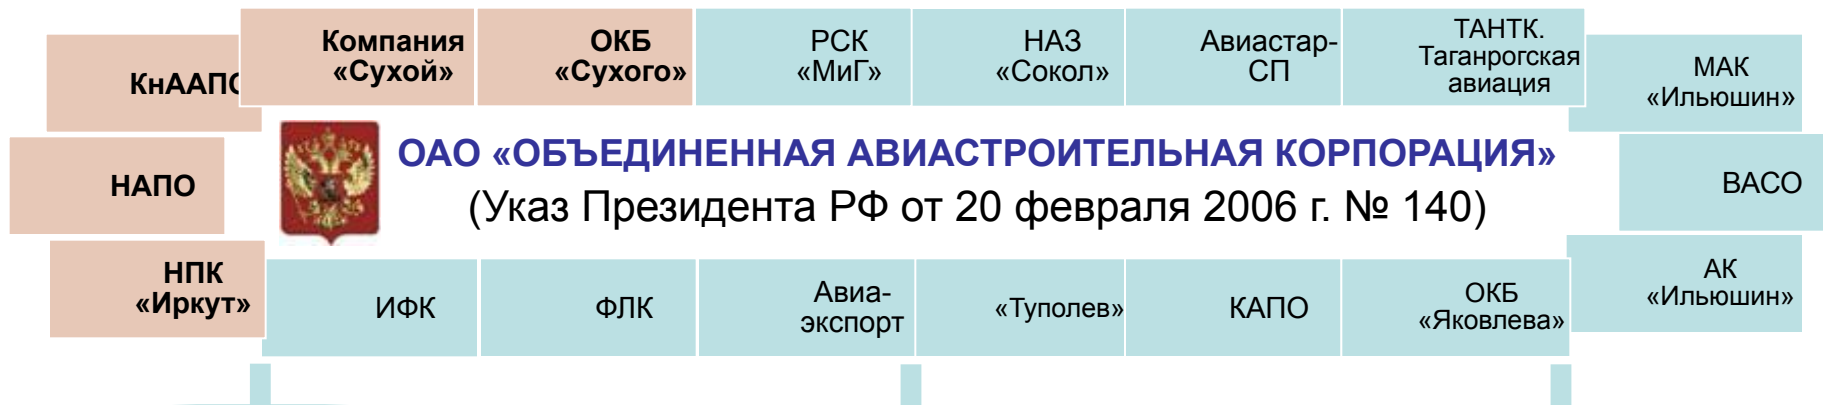 КнААПО
Компания
«Сухой»
ОКБ
«Сухого»
РСК
«МиГ»
НАЗ
«Сокол»
Авиастар-
СП
ТАНТК.
Таганрогская
авиация
МАК
«Ильюшин»
НАПО
ОАО «ОБЪЕДИНЕННАЯ АВИАСТРОИТЕЛЬНАЯ КОРПОРАЦИЯ»
(Указ Президента РФ от 20 февраля 2006 г. № 140)
ВАСО
НПК
«Иркут»
ИФК
ФЛК
Авиа-
экспорт
«Туполев»
КАПО
ОКБ
«Яковлева»
АК
«Ильюшин»